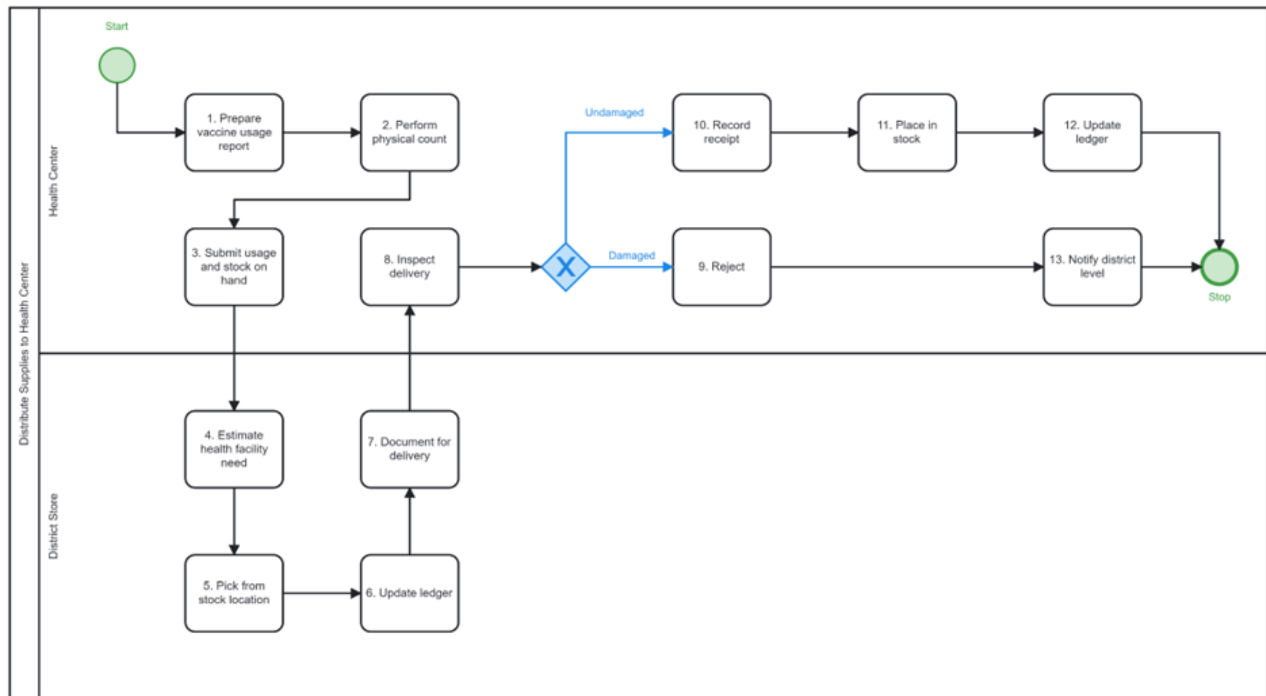 Distribute Supplies to Health Center
Health Center
Start
1. Prepare
vaccine usage
report
2. Perform
physical count
3. Submit usage
and stock on
hand
8. Inspect
delivery
Undamaged
Damaged
10. Record
receipt
11. Place in
stock
12. Update
ledger
9. Reject
13. Notify district
level
Stop
District Store
4. Estimate
health facility
need
7. Document for
delivery
5. Pick from
stock location
6. Update ledger
X